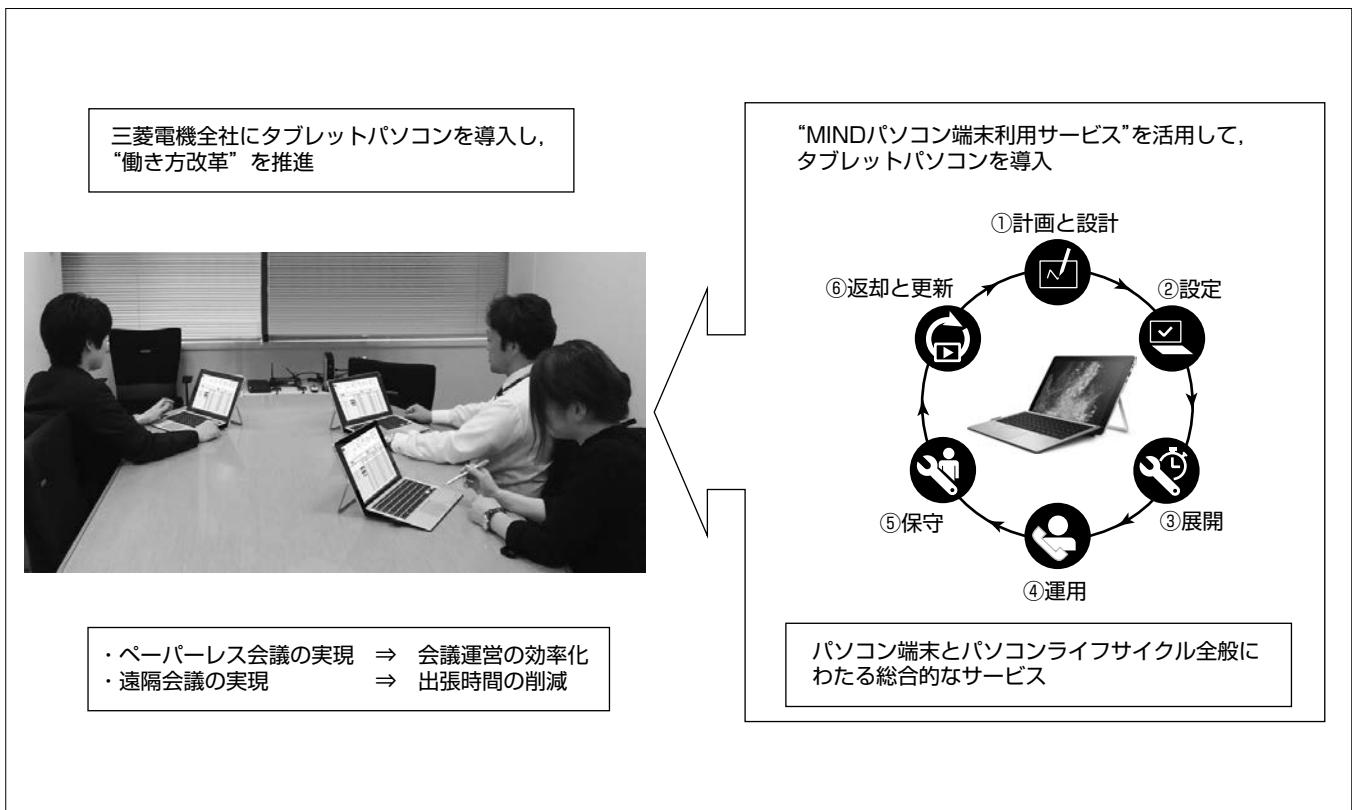 三菱電機全社にタブレットパソコンを導入し,
“働き方改革”を推進
・ペーパーレス会議の実現 ⇒ 会議運営の効率化
・遠隔会議の実現 ⇒ 出張時間の削減
“MINDパソコン端末利用サービス”を活用して,
タブレットパソコンを導入
①計画と設計
②設定
③展開
④運用
⑤保守
⑥返却と更新
パソコン端末とパソコンライフサイクル全般に
わたる総合的なサービス